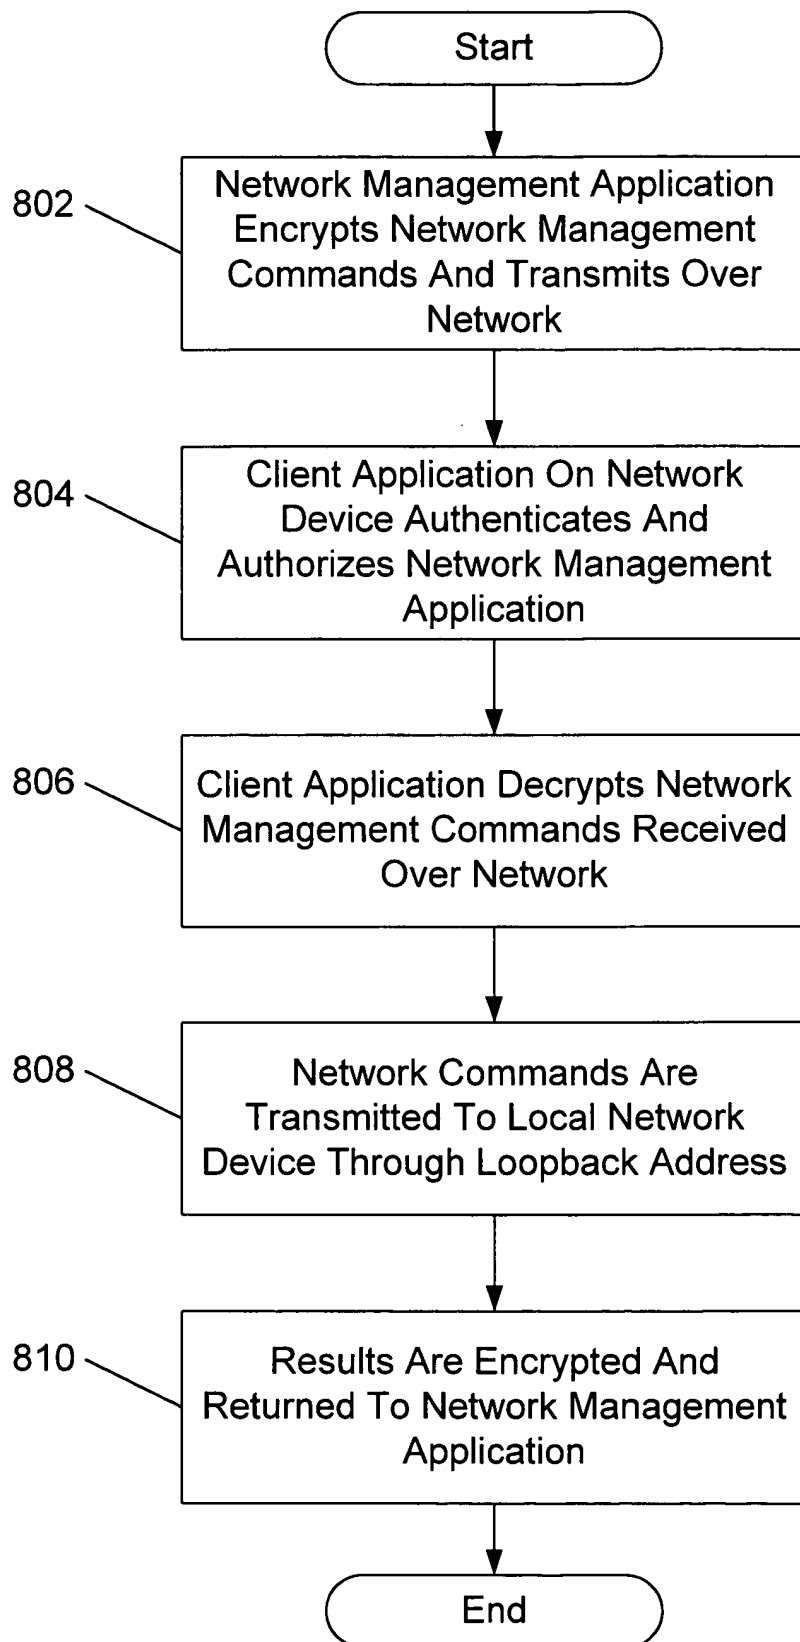 Start
802
Network Management Application
Encrypts Network Management
Commands And Transmits Over
Network
804
Client Application On Network
Device Authenticates And
Authorizes Network Management
Application
806
Client Application Decrypts Network
Management Commands Received
Over Network
808
Network Commands Are
Transmitted To Local Network
Device Through Loopback Address
810
Results Are Encrypted And
Returned To Network Management
Application
End